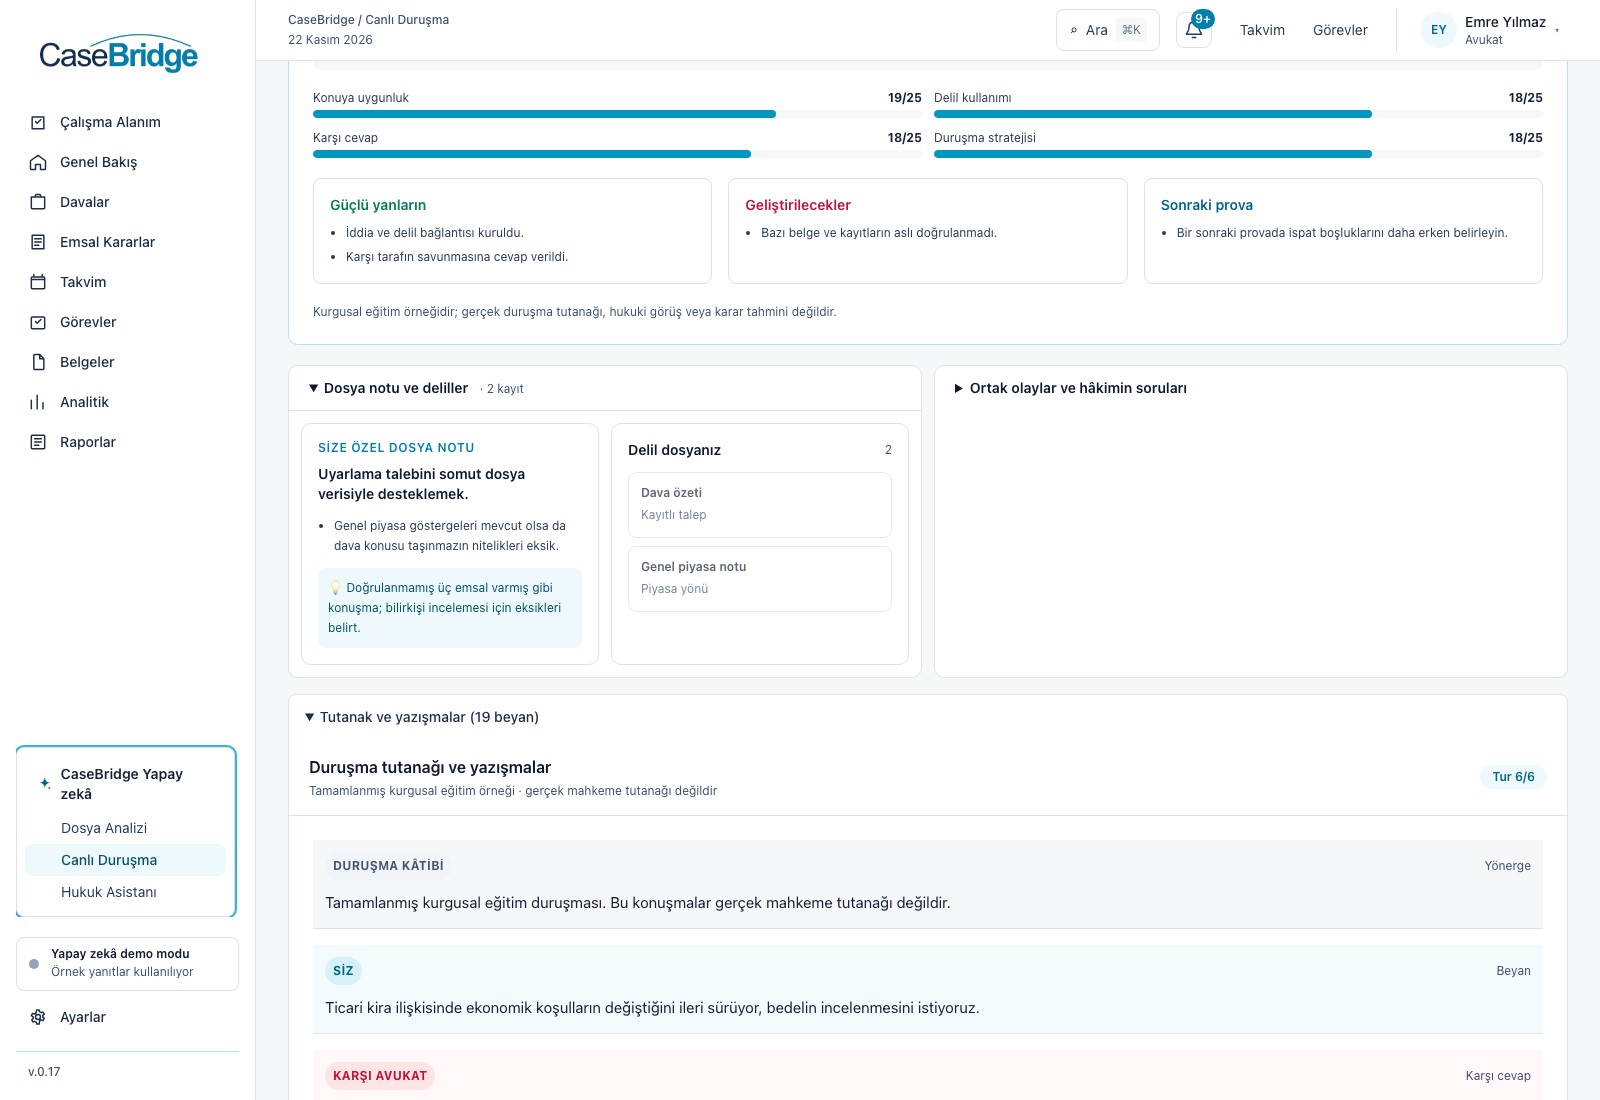 CaseBridge
Çalışma Alanım
Genel Bakış
Davalar
Emsal Kararlar
Takvim
Görevler
Belgeler
Analitik
Raporlar
CaseBridge Yapay
zekâ
Dosya Analizi
Canlı Duruşma
Hukuk Asistanı
Yapay zekâ demo modu
Örnek yanıtlar kullanılıyor
Ayarlar
v.0.17
CaseBridge / Canlı Duruşma
22 Kasım 2026
Ara ⌘K
9+
Takvim
Görevler
EY
Emre Yılmaz
Avukat
Konuya uygunluk 19/25
Delil kullanımı 18/25
Karşı cevap 18/25
Duruşma stratejisi 18/25
Güçlü yanların
• İddia ve delil bağlantısı kuruldu.
• Karşı tarafın savunmasına cevap verildi.
Geliştirilecekler
• Bazı belge ve kayıtların aslı doğrulanmadı.
Sonraki prova
• Bir sonraki provada ispat boşluklarını daha erken belirleyin.
Kurgusal eğitim örneğidir; gerçek duruşma tutanağı, hukuki görüş veya karar tahmini değildir.
▼ Dosya notu ve deliller · 2 kayıt
SİZE ÖZEL DOSYA NOTU
Uyarlama talebini somut dosya
verisiyle desteklemek.
• Genel piyasa göstergeleri mevcut olsa da
dava konusu taşınmazın nitelikleri eksik.
💡 Doğrulanmamış üç emsal varmış gibi
konuşma; bilirkişi incelemesi için eksikleri
belirt.
Delil dosyanız 2
Dava özeti
Kayıtlı talep
Genel piyasa notu
Piyasa yönü
▶ Ortak olaylar ve hâkimin soruları
▼ Tutanak ve yazışmalar (19 beyan)
Duruşma tutanağı ve yazışmalar
Tamamlanmış kurgusal eğitim örneği · gerçek mahkeme tutanağı değildir
Tur 6/6
DURUŞMA KÂTİBİ Yönerge
Tamamlanmış kurgusal eğitim duruşması. Bu konuşmalar gerçek mahkeme tutanağı değildir.
SİZ Beyan
Ticari kira ilişkisinde ekonomik koşulların değiştiğini ileri sürüyor, bedelin incelenmesini istiyoruz.
KARŞI AVUKAT Karşı cevap